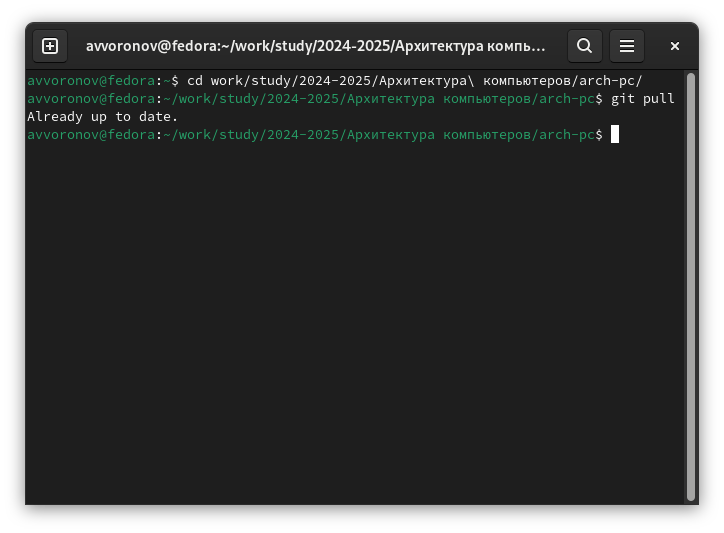 avvoronov@fedora:~/work/study/2024-2025/Архитектура компь…
avvoronov@fedora:~$ cd work/study/2024-2025/Архитектура\ компьютеров/arch-pc/
avvoronov@fedora:~/work/study/2024-2025/Архитектура компьютеров/arch-pc$ git pull
Already up to date.
avvoronov@fedora:~/work/study/2024-2025/Архитектура компьютеров/arch-pc$